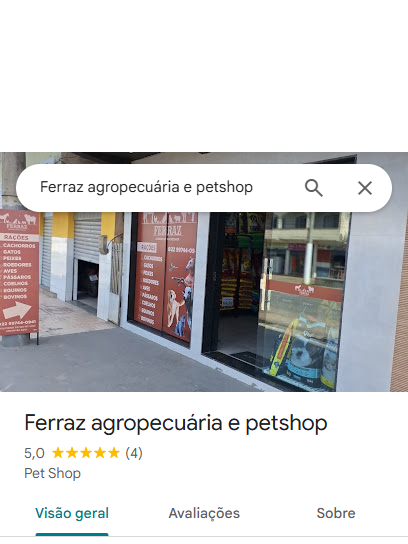 Ferraz agropecuária e petshop
FERRAZ
RAÇÕES
CACHORROS
GATOS
PEIXES
ROEDORES
AVES
PÁSSAROS
COELHOS
EQUINOS
BOVINOS
FERRAZ
RAÇÕES
CACHORROS
GATOS
PEIXES
ROEDORES
AVES
PÁSSAROS
COELHOS
EQUINOS
BOVINOS
Ferraz agropecuária e petshop
5,0 ★★★★★ (4)
Pet Shop
Visão geral Avaliações Sobre